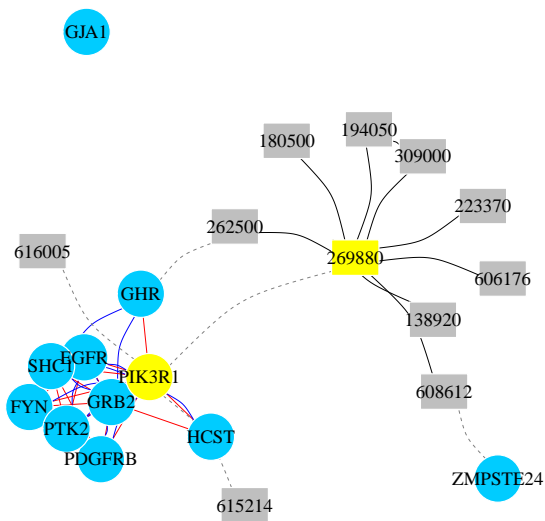 GJA1
194050
180500
309000
223370
262500
616005
269880
606176
GHR
138920
EGFR
SHC1
PIK3R1
608612
FYN
GRB2
PTK2
HCST
PDGFRB
ZMPSTE24
615214